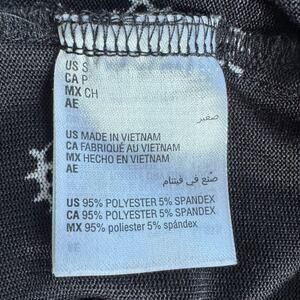 US S
CA P
MX CH
AE
صغير
US MADE IN VIETNAM
CA FABRIQUÉ AU VIETNAM
MX HECHO EN VIETNAM
AE
صنع في فيتنام
US 95% POLYESTER 5% SPANDEX
CA 95% POLYESTER 5% SPANDEX
MX 95% poliester 5% spándex